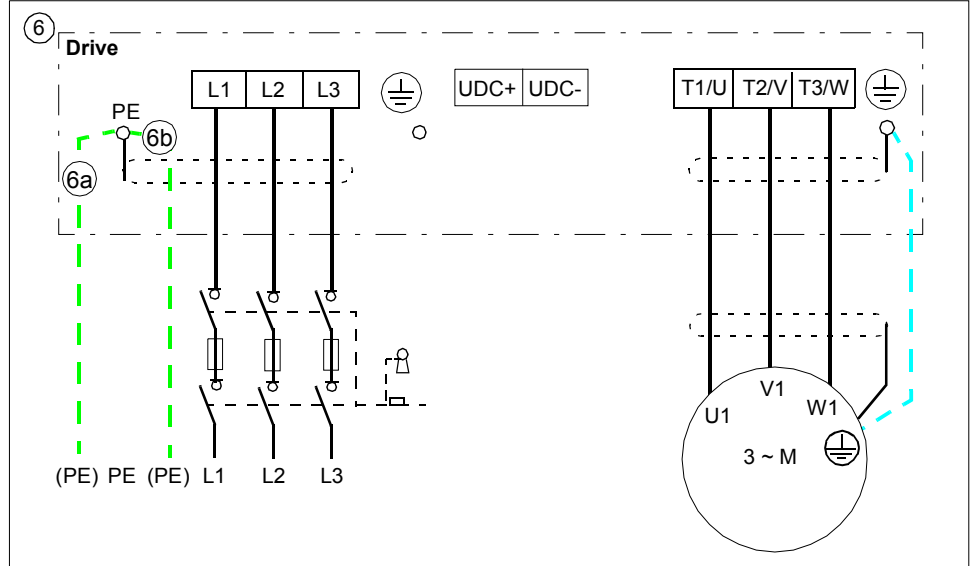 6
Drive
L1 L2 L3 UDC+ UDC- T1/U T2/V T3/W
PE
6b
6a
V1
U1 W1
3 ~ M
(PE) PE (PE) L1 L2 L3